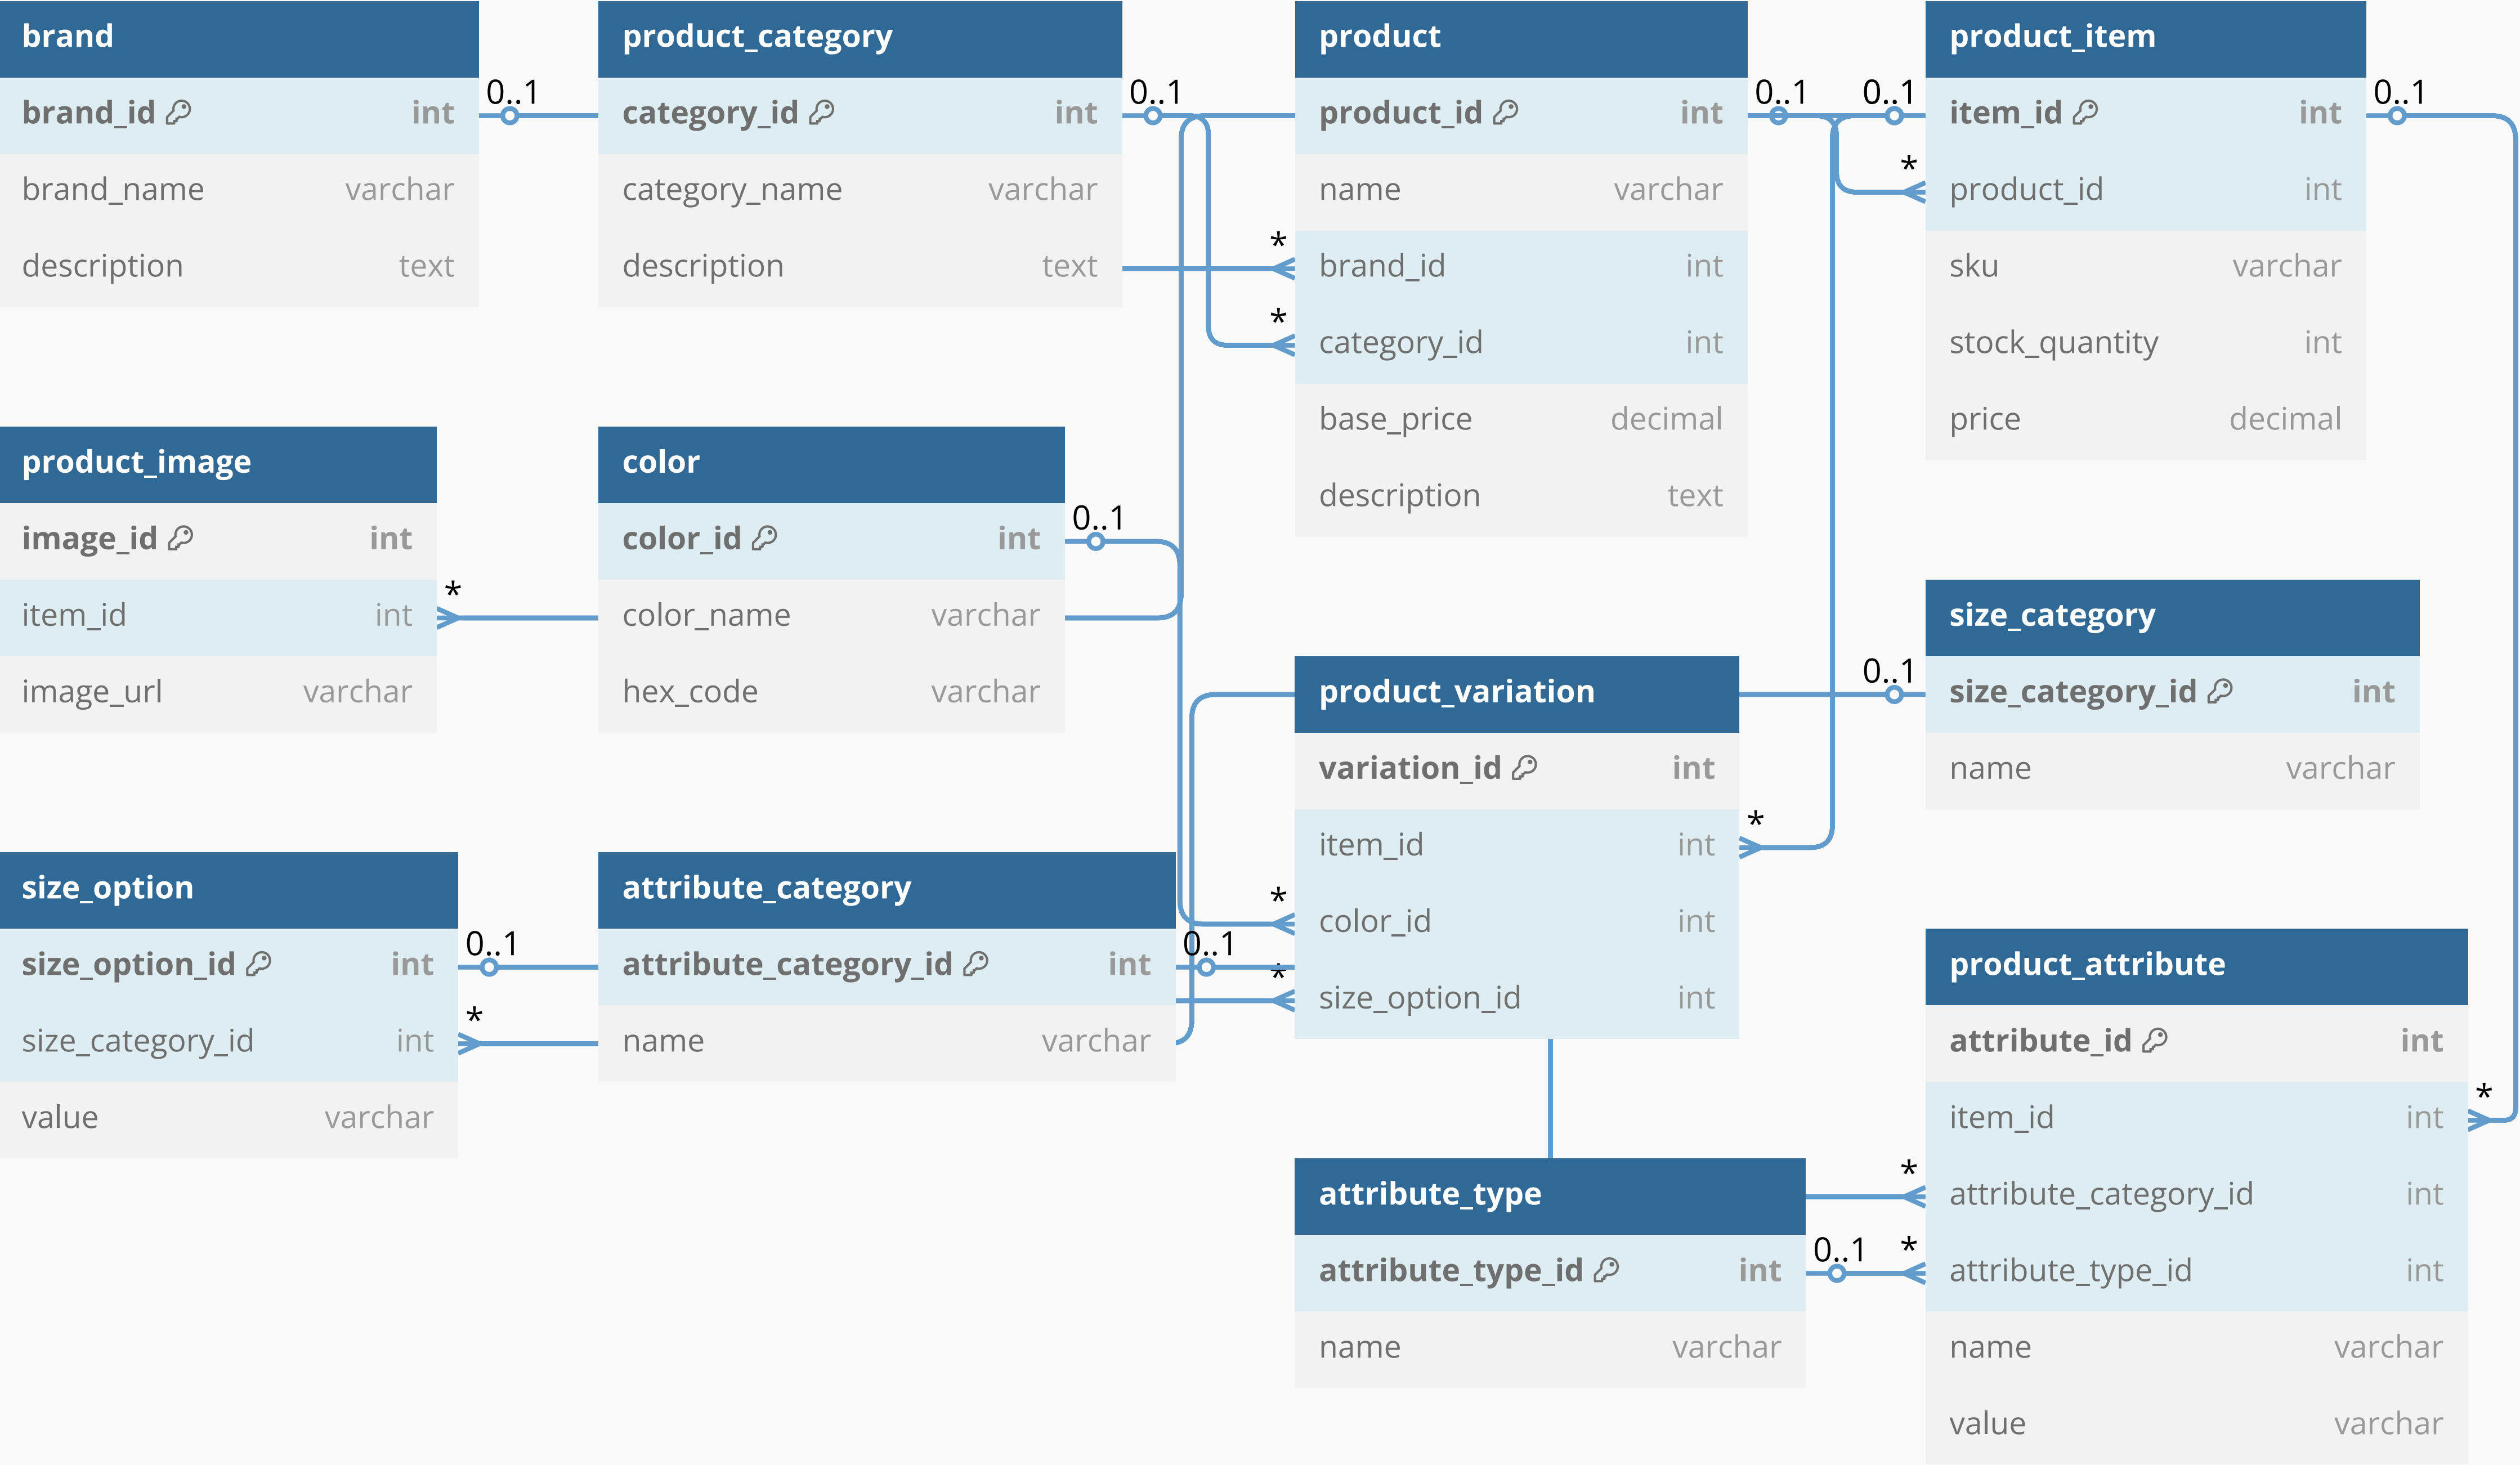 brand
brand_id int
brand_name varchar
description text
0..1
product_category
category_id int
category_name varchar
description text
0..1
product
product_id int
name varchar
* brand_id int
* category_id int
base_price decimal
description text
0..1 0..1
product_item
item_id int
* product_id int
sku varchar
stock_quantity int
price decimal
0..1
product_image
image_id int
item_id int *
image_url varchar
color
color_id int 0..1
color_name varchar
hex_code varchar
product_variation
variation_id int
item_id int *
* color_id int
* size_option_id int
size_category
0..1 size_category_id int
name varchar
size_option
size_option_id int 0..1
size_category_id int *
value varchar
attribute_category
attribute_category_id int 0..1
name varchar
attribute_type
attribute_type_id int 0..1
name varchar
product_attribute
attribute_id int
item_id int *
* attribute_category_id int
* attribute_type_id int
name varchar
value varchar